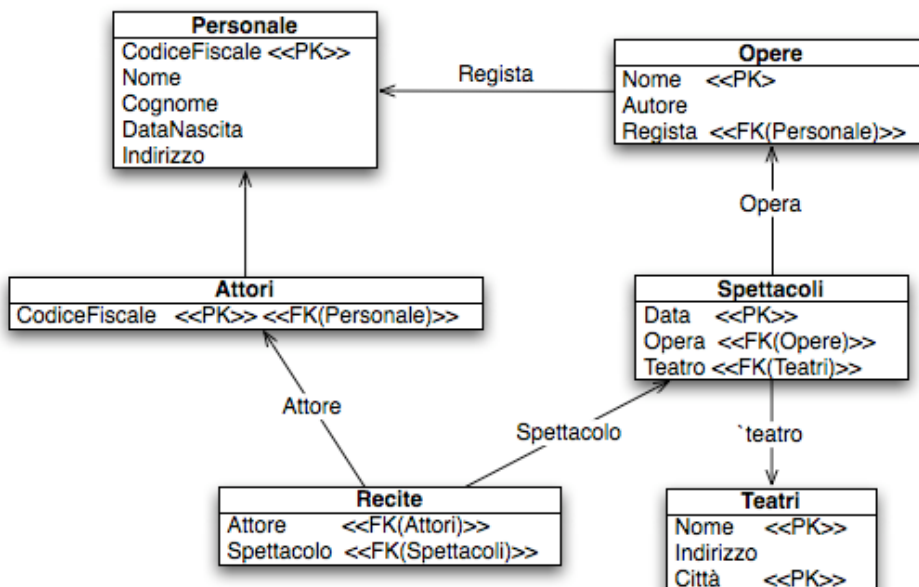 Personale
CodiceFiscale <<PK>>
Nome
Cognome
DataNascita
Indirizzo
Regista
Opere
Nome <<PK>
Autore
Regista <<FK(Personale)>>
Opera
Attori
CodiceFiscale <<PK>> <<FK(Personale)>>
Spettacoli
Data <<PK>>
Opera <<FK(Opere)>>
Teatro <<FK(Teatri)>>
Attore
Spettacolo
`teatro
Recite
Attore <<FK(Attori)>>
Spettacolo <<FK(Spettacoli)>>
Teatri
Nome <<PK>>
Indirizzo
Città <<PK>>